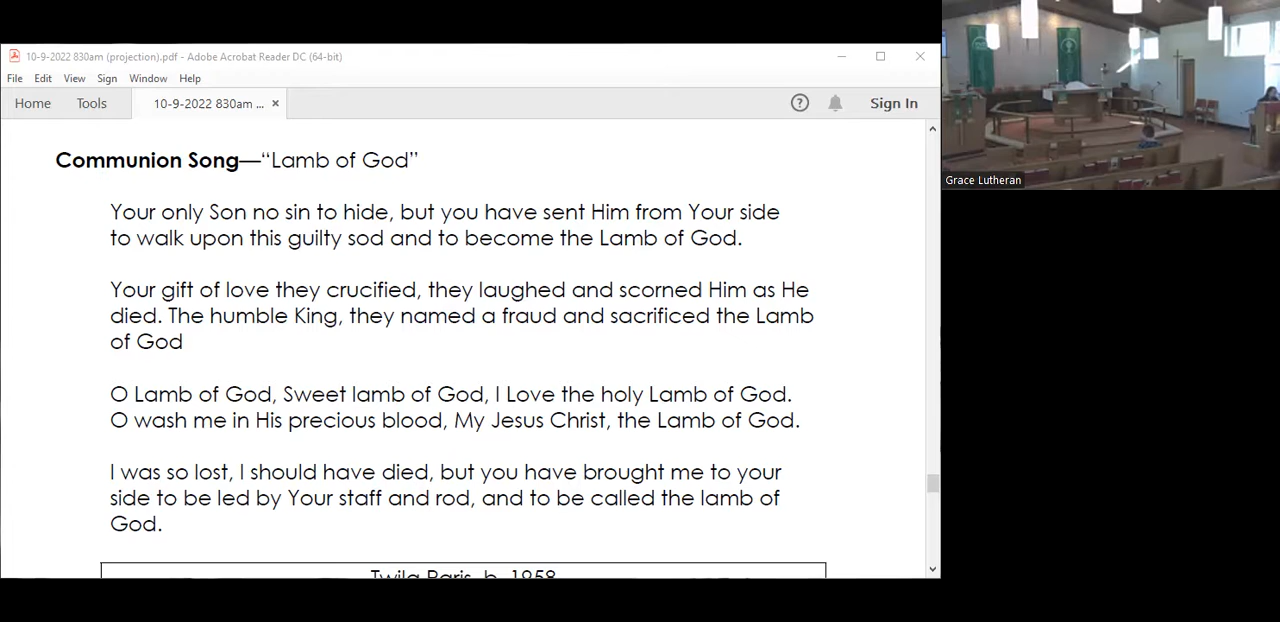 10-9-2022 830am (projection).pdf - Adobe Acrobat Reader DC (64-bit)
File Edit View Sign Window Help
Home Tools 10-9-2022 830am ... × Sign In
Communion Song—“Lamb of God”
Your only Son no sin to hide, but you have sent Him from Your side
to walk upon this guilty sod and to become the Lamb of God.
Your gift of love they crucified, they laughed and scorned Him as He
died. The humble King, they named a fraud and sacrificed the Lamb
of God
O Lamb of God, Sweet lamb of God, I Love the holy Lamb of God.
O wash me in His precious blood, My Jesus Christ, the Lamb of God.
I was so lost, I should have died, but you have brought me to your
side to be led by Your staff and rod, and to be called the lamb of
God.
Twila Paris, b. 1958
Grace Lutheran